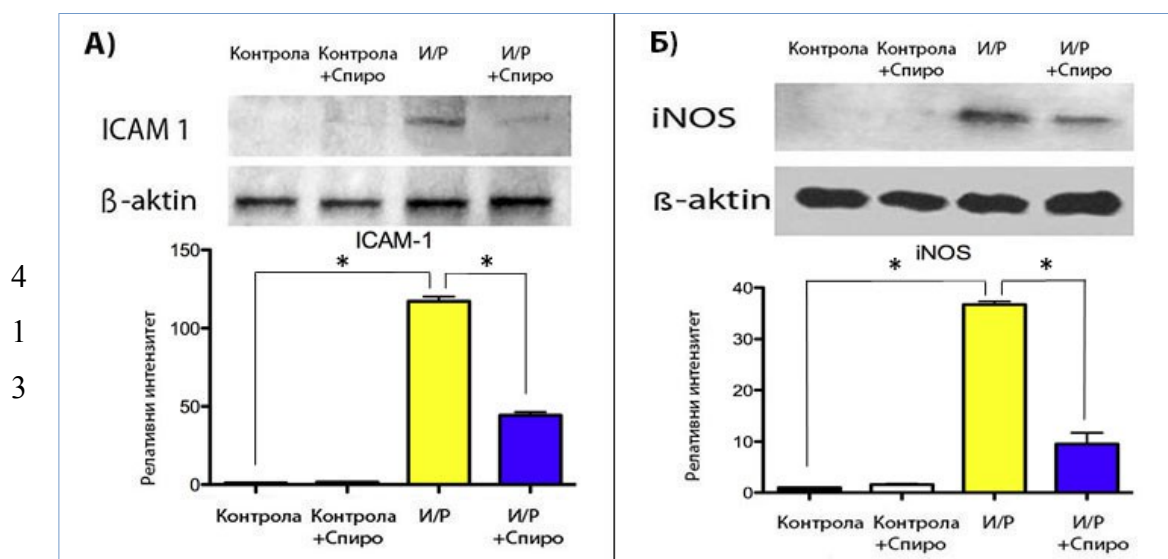 4
1
3
А)
Контрола
Контрола
+Спиро
И/Р
И/Р
+Спиро
ICAM 1
β-aktin
ICAM-1
150
100
50
0
*
*
Релативни интензитет
Контрола
Контрола
+Спиро
И/Р
И/Р
+Спиро
Б)
Контрола
Контрола
+Спиро
И/Р
И/Р
+Спиро
iNOS
ß-aktin
iNOS
40
30
20
10
0
*
*
Релативни интензитет
Контрола
Контрола
+Спиро
И/Р
И/Р
+Спиро